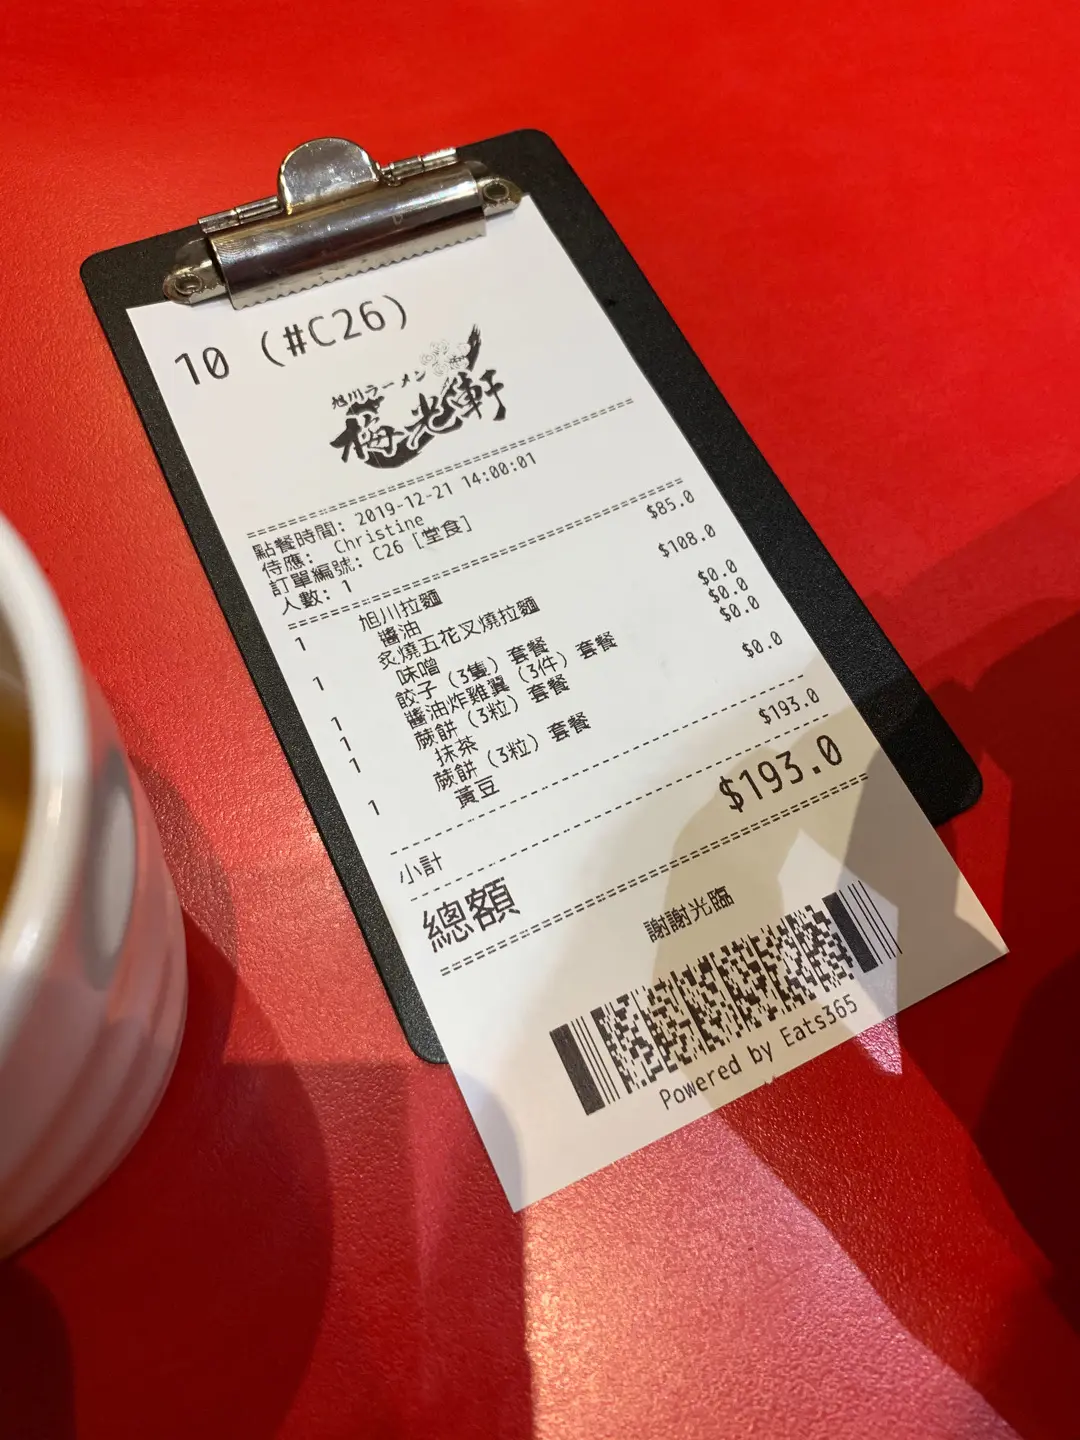 10 (#C26)
旭川ラーメン
梅光軒
點餐時間: 2019-12-21 14:00:01
侍應: Christine
訂單編號: C26 [堂食]
人數: 1
1 旭川拉麵 $85.0
醬油
1 炙燒五花叉燒拉麵 $108.0
味噌
1 餃子 (3隻) 套餐 $0.0
1 醬油炸雞翼 (3件) 套餐 $0.0
1 蕨餅 (3粒) 套餐 $0.0
抹茶
1 蕨餅 (3粒) 套餐 $0.0
黃豆
小計 $193.0
總額 $193.0
謝謝光臨
Powered by Eats365